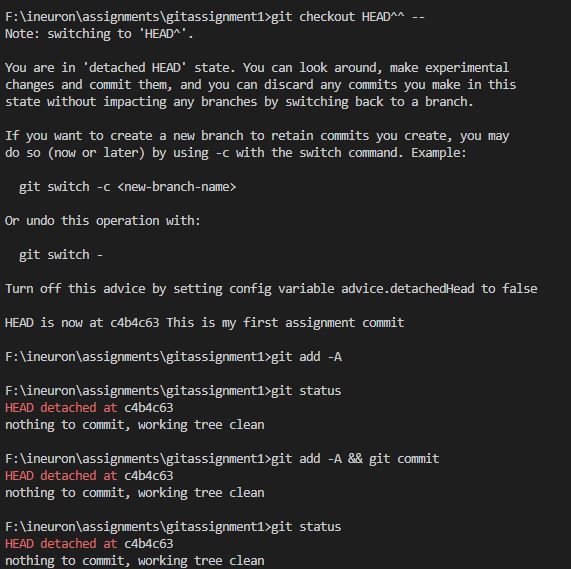 F:\ineuron\assignments\gitassignment1>git checkout HEAD^^ --
Note: switching to 'HEAD^'.
You are in 'detached HEAD' state. You can look around, make experimental
changes and commit them, and you can discard any commits you make in this
state without impacting any branches by switching back to a branch.
If you want to create a new branch to retain commits you create, you may
do so (now or later) by using -c with the switch command. Example:
git switch -c <new-branch-name>
Or undo this operation with:
git switch -
Turn off this advice by setting config variable advice.detachedHead to false
HEAD is now at c4b4c63 This is my first assignment commit
F:\ineuron\assignments\gitassignment1>git add -A
F:\ineuron\assignments\gitassignment1>git status
HEAD detached at c4b4c63
nothing to commit, working tree clean
F:\ineuron\assignments\gitassignment1>git add -A && git commit
HEAD detached at c4b4c63
nothing to commit, working tree clean
F:\ineuron\assignments\gitassignment1>git status
HEAD detached at c4b4c63
nothing to commit, working tree clean